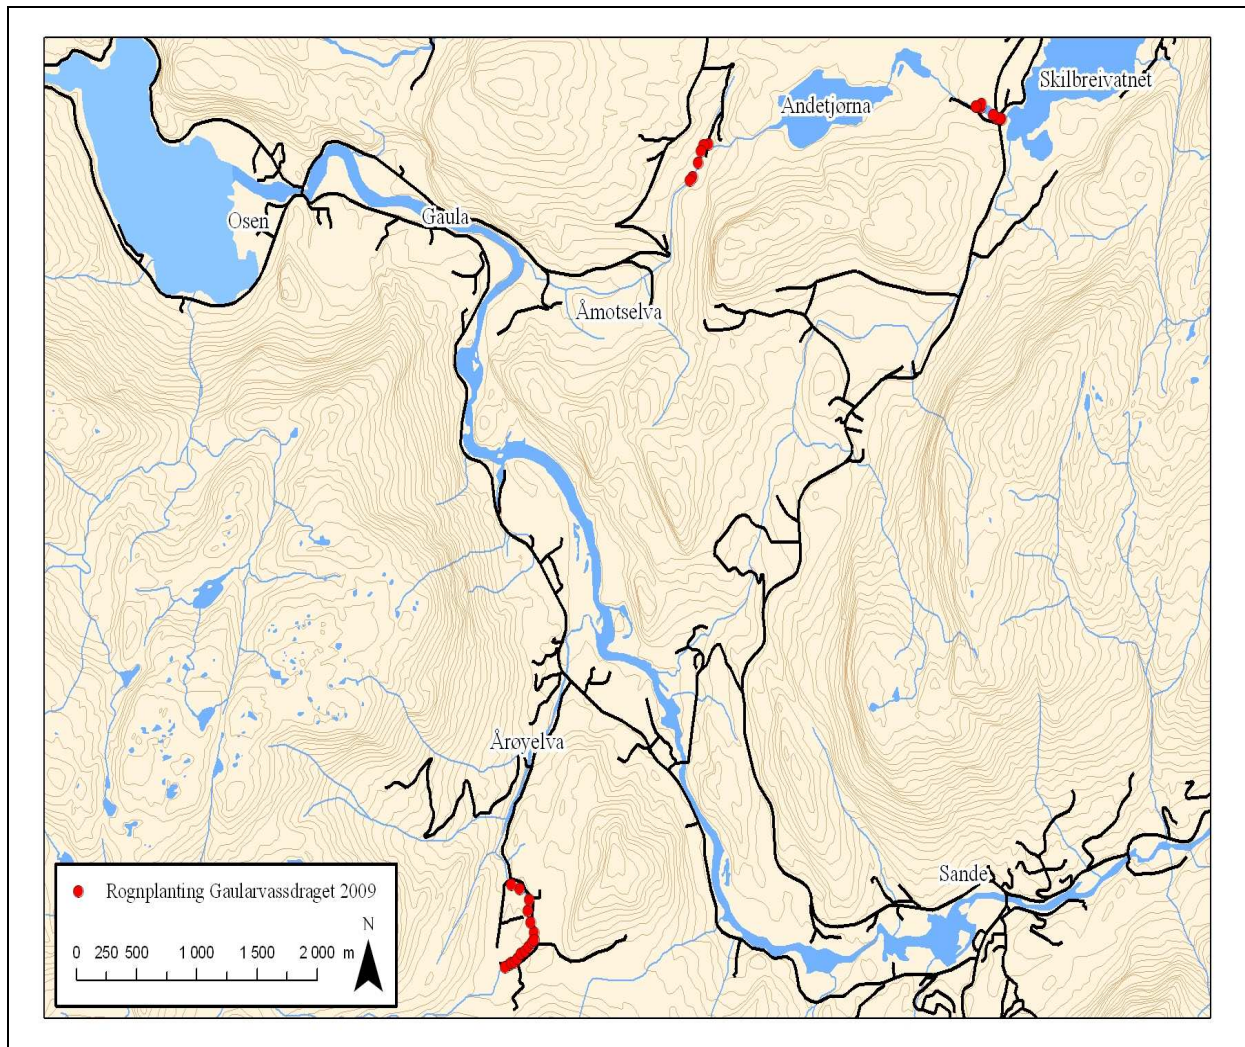 Skilbreivatnet
Andetjørna
Osen
Gaula
Åmotselva
Årøyelva
Sande
Rognplanting Gaularvassdraget 2009
N
0 250 500 1 000 1 500 2 000 m